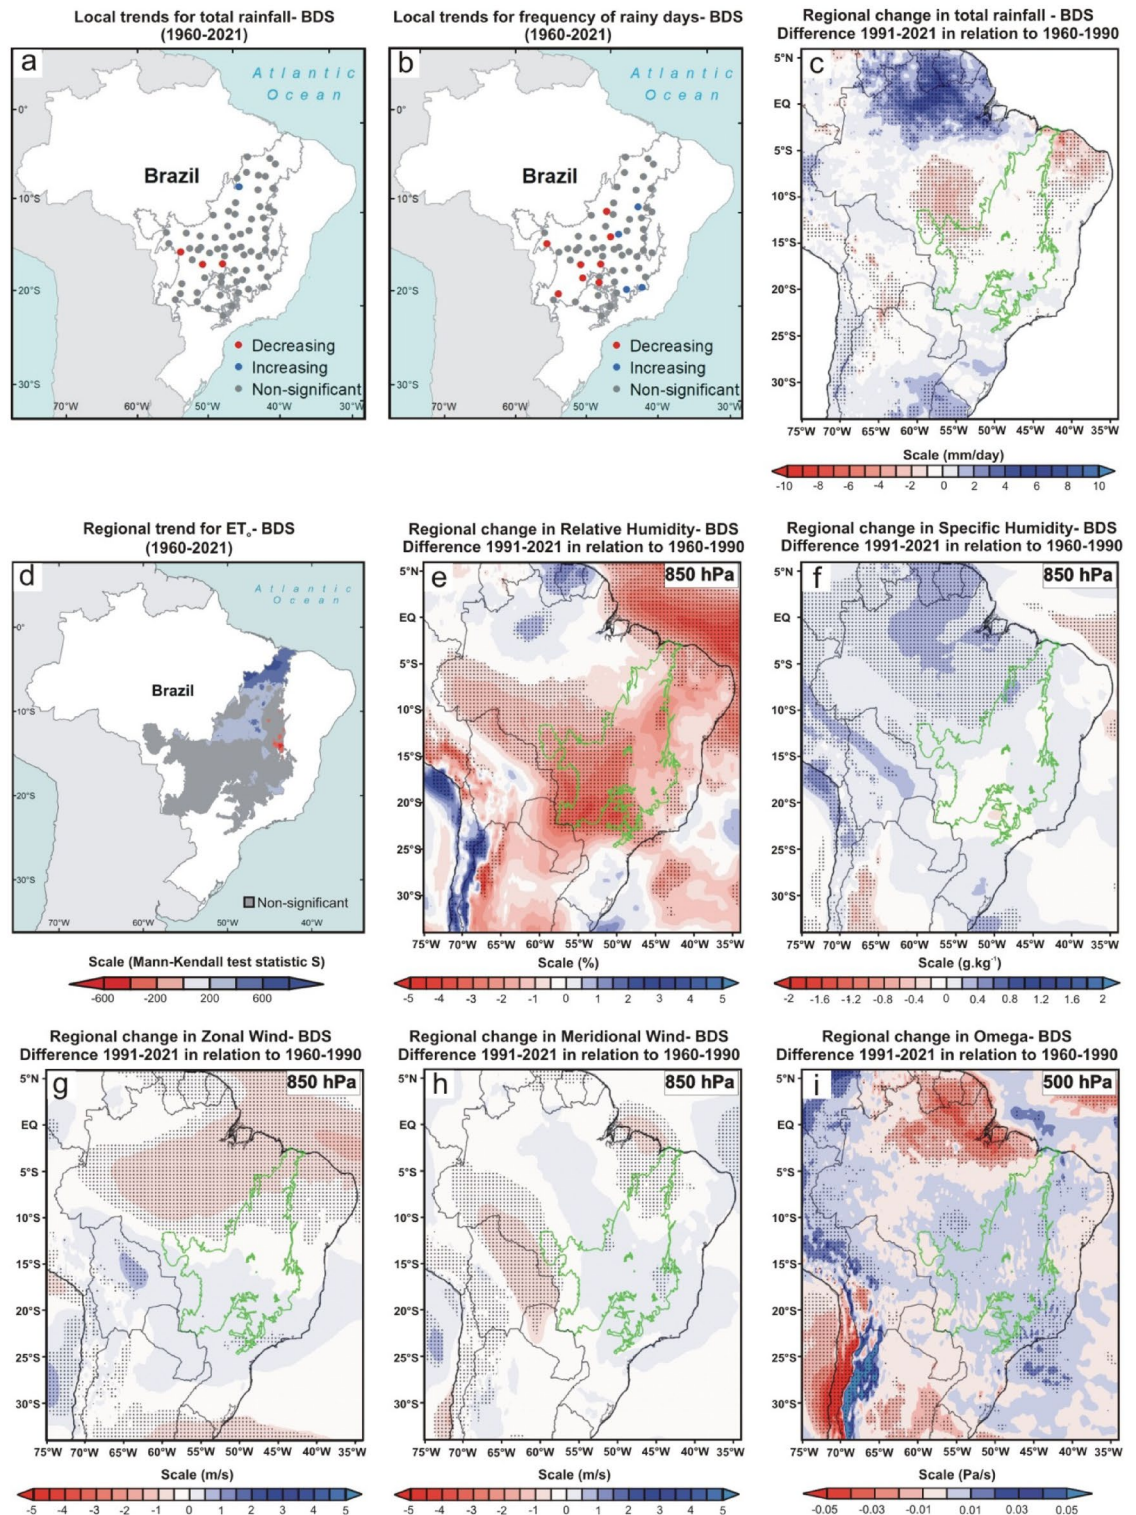 Local trends for total rainfall- BDS
(1960-2021)
a
Atlantic
Ocean
0°
Brazil
10°S
20°S
30°S
Decreasing
Increasing
Non-significant
70°W 60°W 50°W 40°W 30°W
Local trends for frequency of rainy days- BDS
(1960-2021)
b
Atlantic
Ocean
0°
Brazil
10°S
20°S
30°S
Decreasing
Increasing
Non-significant
70°W 60°W 50°W 40°W 30°W
Regional change in total rainfall - BDS
Difference 1991-2021 in relation to 1960-1990
c
5°N
EQ
5°S
10°S
15°S
20°S
25°S
30°S
75°W 70°W 65°W 60°W 55°W 50°W 45°W 40°W 35°W
Scale (mm/day)
-10 -8 -6 -4 -2 0 2 4 6 8 10
Regional trend for ET₀- BDS
(1960-2021)
d
Atlantic
Ocean
0°
Brazil
10°S
20°S
30°S
Non-significant
70°W 60°W 50°W 40°W
Scale (Mann-Kendall test statistic S)
-600 -200 200 600
Regional change in Relative Humidity- BDS
Difference 1991-2021 in relation to 1960-1990
e
850 hPa
5°N
EQ
5°S
10°S
15°S
20°S
25°S
30°S
75°W 70°W 65°W 60°W 55°W 50°W 45°W 40°W 35°W
Scale (%)
-5 -4 -3 -2 -1 0 1 2 3 4 5
Regional change in Specific Humidity- BDS
Difference 1991-2021 in relation to 1960-1990
f
850 hPa
5°N
EQ
5°S
10°S
15°S
20°S
25°S
30°S
75°W 70°W 65°W 60°W 55°W 50°W 45°W 40°W 35°W
Scale (g.kg⁻¹)
-2 -1.6 -1.2 -0.8 -0.4 0 0.4 0.8 1.2 1.6 2
Regional change in Zonal Wind- BDS
Difference 1991-2021 in relation to 1960-1990
g
850 hPa
5°N
EQ
5°S
10°S
15°S
20°S
25°S
30°S
75°W 70°W 65°W 60°W 55°W 50°W 45°W 40°W 35°W
Scale (m/s)
-5 -4 -3 -2 -1 0 1 2 3 4 5
Regional change in Meridional Wind- BDS
Difference 1991-2021 in relation to 1960-1990
h
850 hPa
5°N
EQ
5°S
10°S
15°S
20°S
25°S
30°S
75°W 70°W 65°W 60°W 55°W 50°W 45°W 40°W 35°W
Scale (m/s)
-5 -4 -3 -2 -1 0 1 2 3 4 5
Regional change in Omega- BDS
Difference 1991-2021 in relation to 1960-1990
i
500 hPa
5°N
EQ
5°S
10°S
15°S
20°S
25°S
30°S
75°W 70°W 65°W 60°W 55°W 50°W 45°W 40°W 35°W
Scale (Pa/s)
-0.05 -0.03 -0.01 0.01 0.03 0.05